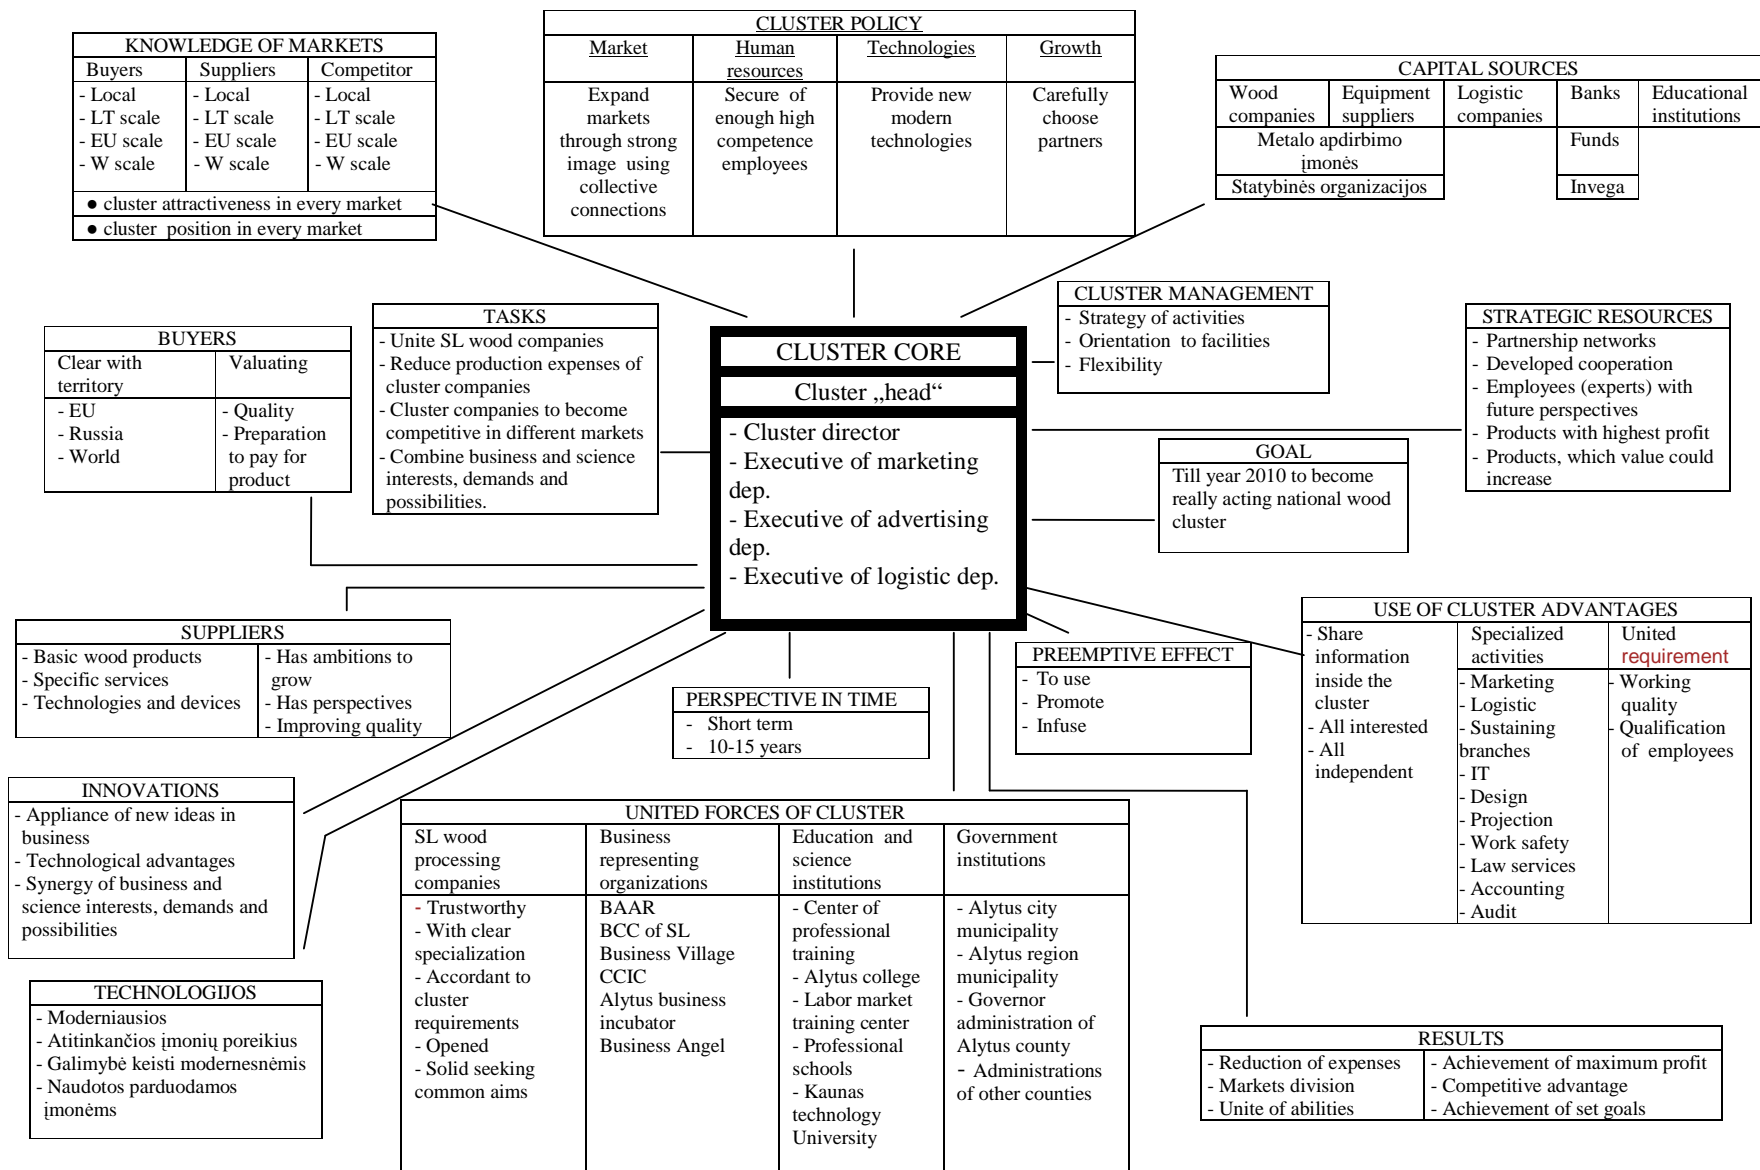 KNOWLEDGE OF MARKETS
Buyers
- Local
- LT scale
- EU scale
- W scale
Suppliers
- Local
- LT scale
- EU scale
- W scale
Competitor
- Local
- LT scale
- EU scale
- W scale
● cluster attractiveness in every market
● cluster position in every market
CLUSTER POLICY
Market
Expand
markets
through strong
image using
collective
connections
Human
resources
Secure of
enough high
competence
employees
Technologies
Provide new
modern
technologies
Growth
Carefully
choose
partners
CAPITAL SOURCES
Wood
companies
Equipment
suppliers
Logistic
companies
Banks
Educational
institutions
Metalo apdirbimo
įmonės
Funds
Statybinės organizacijos
Invega
BUYERS
Clear with
territory
- EU
- Russia
- World
Valuating
- Quality
- Preparation
to pay for
product
TASKS
- Unite SL wood companies
- Reduce production expenses of
cluster companies
- Cluster companies to become
competitive in different markets
- Combine business and science
interests, demands and
possibilities.
CLUSTER CORE
Cluster „head“
- Cluster director
- Executive of marketing
dep.
- Executive of advertising
dep.
- Executive of logistic dep.
CLUSTER MANAGEMENT
- Strategy of activities
- Orientation to facilities
- Flexibility
STRATEGIC RESOURCES
- Partnership networks
- Developed cooperation
- Employees (experts) with
future perspectives
- Products with highest profit
- Products, which value could
increase
GOAL
Till year 2010 to become
really acting national wood
cluster
SUPPLIERS
- Basic wood products
- Specific services
- Technologies and devices
- Has ambitions to
grow
- Has perspectives
- Improving quality
PERSPECTIVE IN TIME
- Short term
- 10-15 years
PREEMPTIVE EFFECT
- To use
- Promote
- Infuse
USE OF CLUSTER ADVANTAGES
- Share
information
inside the
cluster
- All interested
- All
independent
Specialized
activities
- Marketing
- Logistic
- Sustaining
branches
- IT
- Design
- Projection
- Work safety
- Law services
- Accounting
- Audit
United
requirement
- Working
quality
- Qualification
of employees
INNOVATIONS
- Appliance of new ideas in
business
- Technological advantages
- Synergy of business and
science interests, demands and
possibilities
TECHNOLOGIJOS
- Moderniausios
- Atitinkančios įmonių poreikius
- Galimybė keisti modernesnėmis
- Naudotos parduodamos
įmonėms
UNITED FORCES OF CLUSTER
SL wood
processing
companies
- Trustworthy
- With clear
specialization
- Accordant to
cluster
requirements
- Opened
- Solid seeking
common aims
Business
representing
organizations
BAAR
BCC of SL
Business Village
CCIC
Alytus business
incubator
Business Angel
Education and
science
institutions
- Center of
professional
training
- Alytus college
- Labor market
training center
- Professional
schools
- Kaunas
technology
University
Government
institutions
- Alytus city
municipality
- Alytus region
municipality
- Governor
administration of
Alytus county
- Administrations
of other counties
RESULTS
- Reduction of expenses
- Markets division
- Unite of abilities
- Achievement of maximum profit
- Competitive advantage
- Achievement of set goals